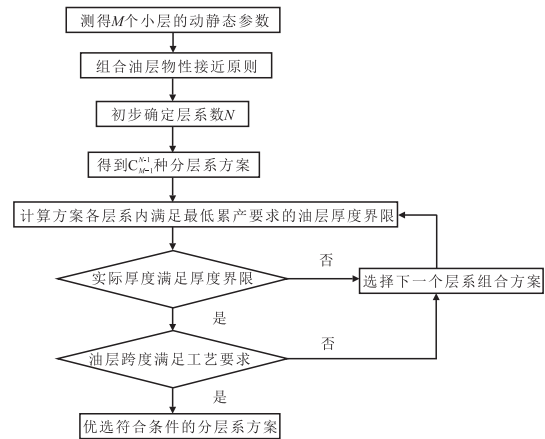 测得M个小层的动静态参数
组合油层物性接近原则
初步确定层系数N
得到C_{M-1}^{N-1}种分层系方案
计算方案各层系内满足最低累产要求的油层厚度界限
实际厚度满足厚度界限
否
选择下一个层系组合方案
是
油层跨度满足工艺要求
否
是
优选符合条件的分层系方案